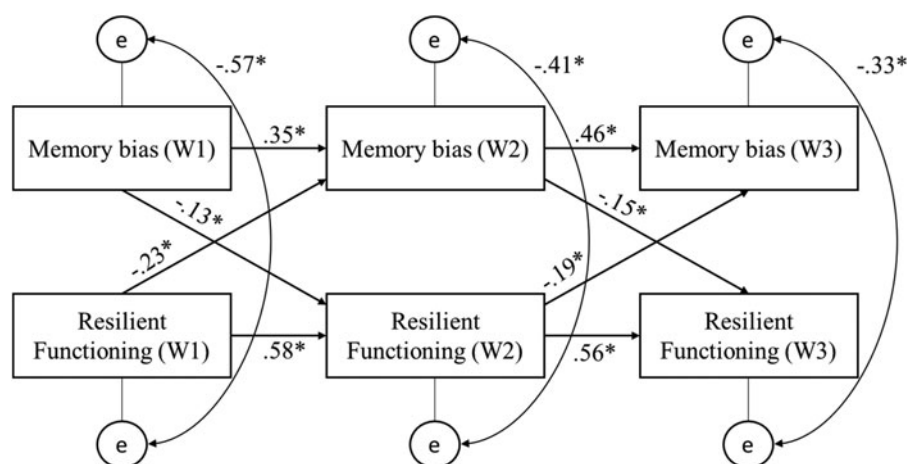 e
e
e
-.57*
-.41*
-.33*
Memory bias (W1)
.35*
Memory bias (W2)
.46*
Memory bias (W3)
-.13*
-.15*
-.23*
-.19*
Resilient
Functioning (W1)
.58*
Resilient
Functioning (W2)
.56*
Resilient
Functioning (W3)
e
e
e